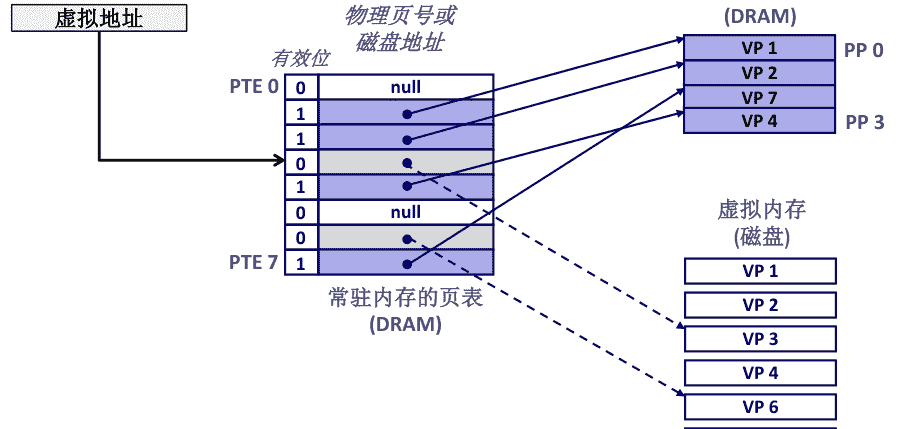 虚拟地址
物理页号或
磁盘地址
有效位
PTE 0
0
null
1
1
0
1
0
null
0
PTE 7
1
常驻内存的页表
(DRAM)
(DRAM)
VP 1
PP 0
VP 2
VP 7
VP 4
PP 3
虚拟内存
(磁盘)
VP 1
VP 2
VP 3
VP 4
VP 6